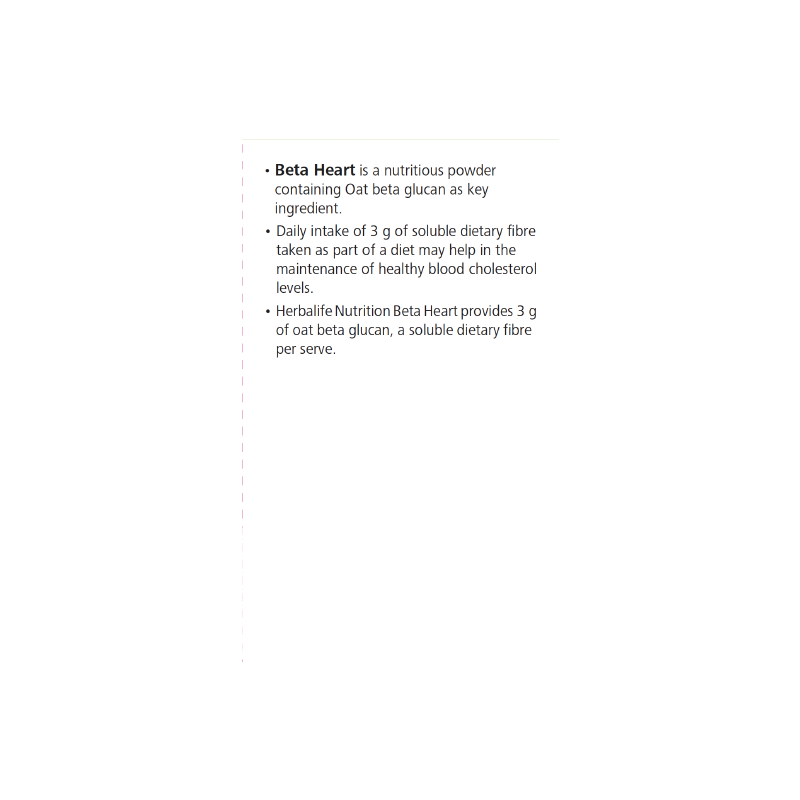 • Beta Heart is a nutritious powder
containing Oat beta glucan as key
ingredient.
• Daily intake of 3 g of soluble dietary fibre
taken as part of a diet may help in the
maintenance of healthy blood cholesterol
levels.
• Herbalife Nutrition Beta Heart provides 3 g
of oat beta glucan, a soluble dietary fibre
per serve.